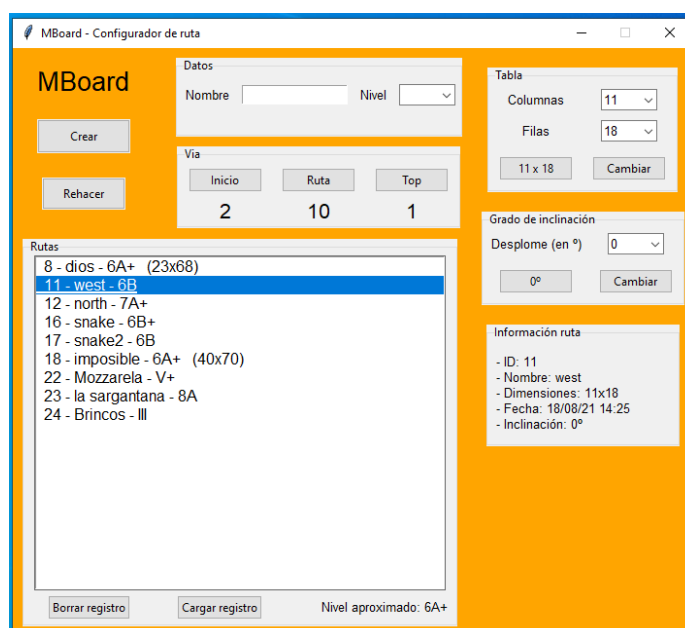 MBoard - Configurador de ruta
MBoard
Crear
Rehacer
Datos
Nombre Nivel
Via
Inicio Ruta Top
2 10 1
Tabla
Columnas 11
Filas 18
11 x 18 Cambiar
Grado de inclinación
Desplome (en º) 0
0º Cambiar
Rutas
8 - dios - 6A+ (23x68)
11 - west - 6B
12 - north - 7A+
16 - snake - 6B+
17 - snake2 - 6B
18 - imposible - 6A+ (40x70)
22 - Mozzarela - V+
23 - la sargantana - 8A
24 - Brincos - III
Borrar registro Cargar registro Nivel aproximado: 6A+
Información ruta
- ID: 11
- Nombre: west
- Dimensiones: 11x18
- Fecha: 18/08/21 14:25
- Inclinación: 0º